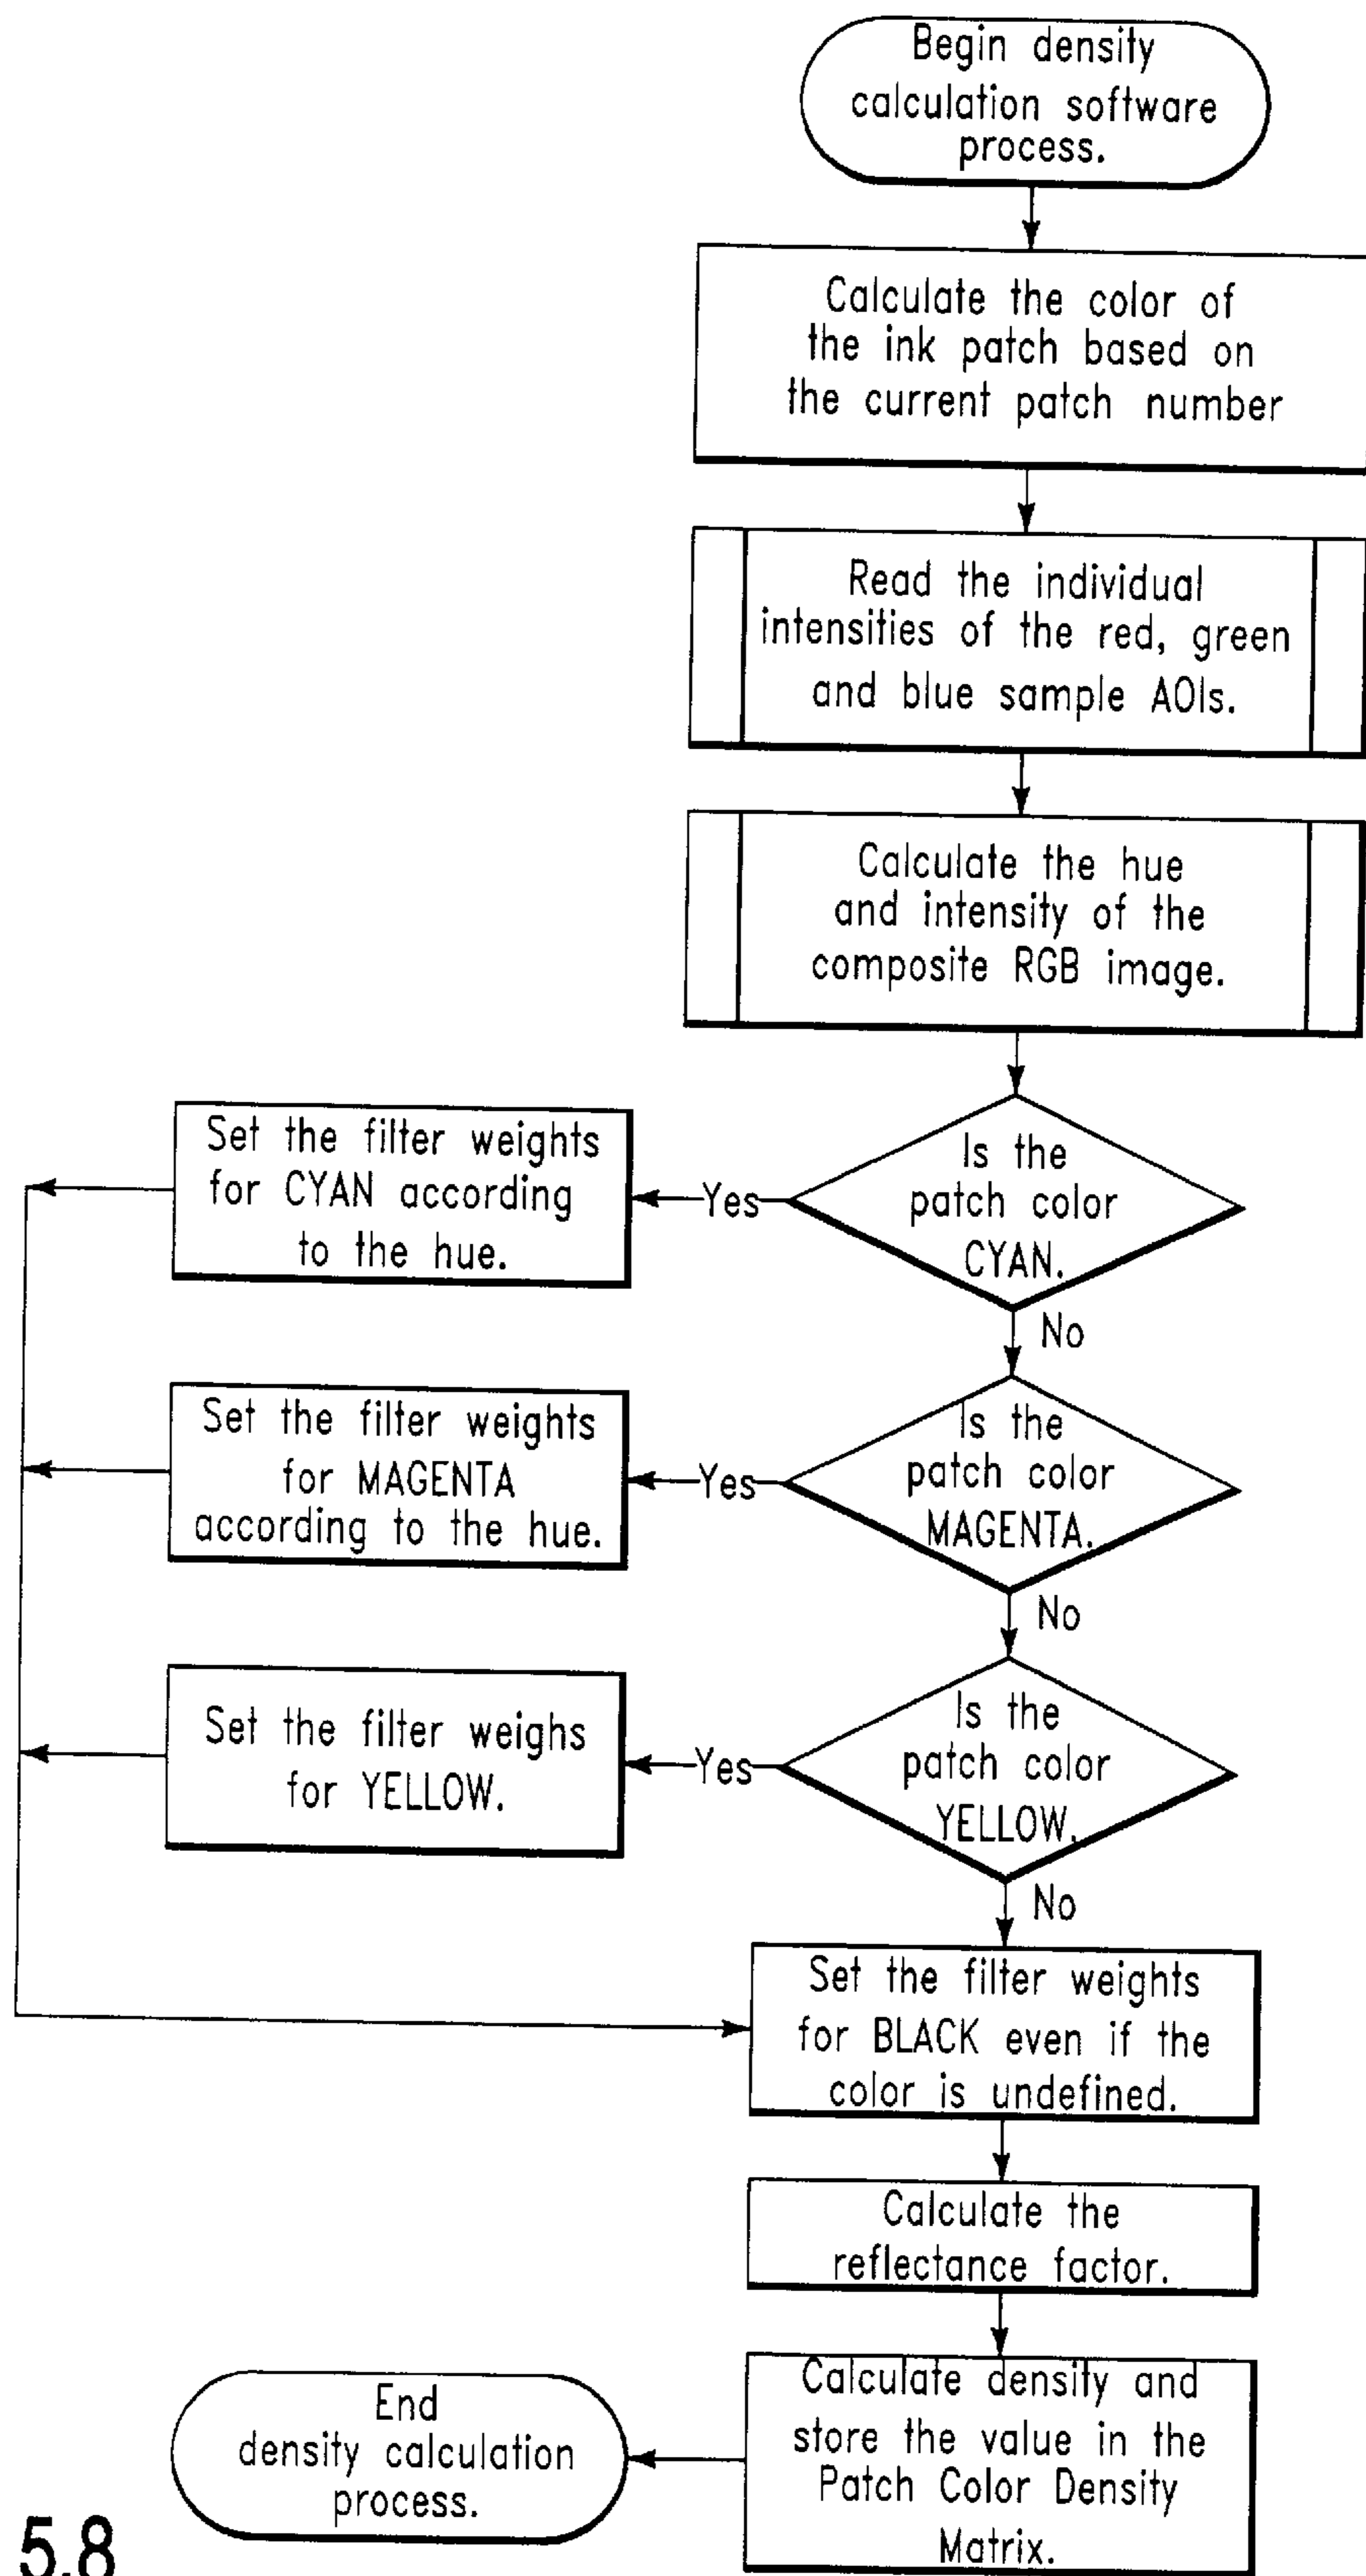 Begin density
calculation software
process.
Calculate the color of
the ink patch based on
the current patch number
Read the individual
intensities of the red, green
and blue sample AOIs.
Calculate the hue
and intensity of the
composite RGB image.
Is the
patch color
CYAN.
Yes
Set the filter weights
for CYAN according
to the hue.
No
Is the
patch color
MAGENTA.
Yes
Set the filter weights
for MAGENTA
according to the hue.
No
Is the
patch color
YELLOW.
Yes
Set the filter weighs
for YELLOW.
No
Set the filter weights
for BLACK even if the
color is undefined.
Calculate the
reflectance factor.
Calculate density and
store the value in the
Patch Color Density
Matrix.
End
density calculation
process.
5.8